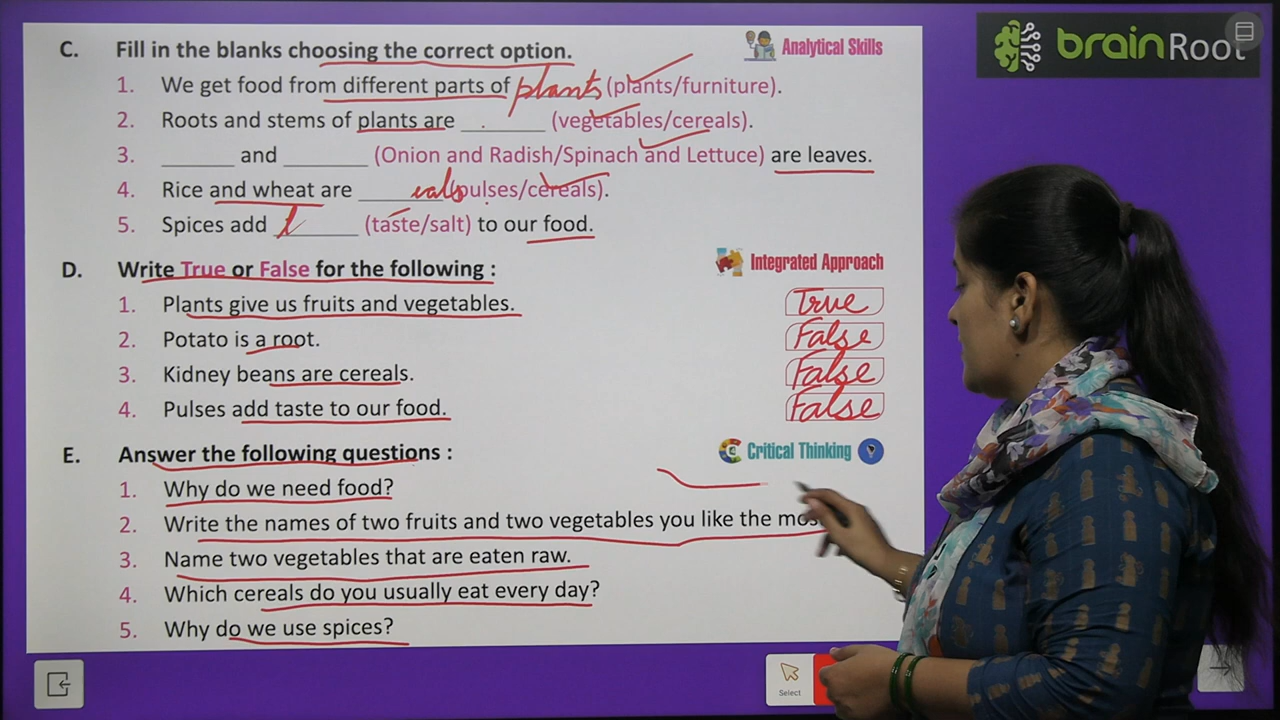 brainRoot
C. Fill in the blanks choosing the correct option. Analytical Skills
1. We get food from different parts of plants (plants/furniture).
2. Roots and stems of plants are ________ (vegetables/cereals).
3. _______ and ________ (Onion and Radish/Spinach and Lettuce) are leaves.
4. Rice and wheat are ________ (pulses/cereals).
5. Spices add ________ (taste/salt) to our food.
D. Write True or False for the following : Integrated Approach
1. Plants give us fruits and vegetables. True
2. Potato is a root. False
3. Kidney beans are cereals. False
4. Pulses add taste to our food. False
E. Answer the following questions : Critical Thinking
1. Why do we need food?
2. Write the names of two fruits and two vegetables you like the
3. Name two vegetables that are eaten raw.
4. Which cereals do you usually eat every day?
5. Why do we use spices?
Select